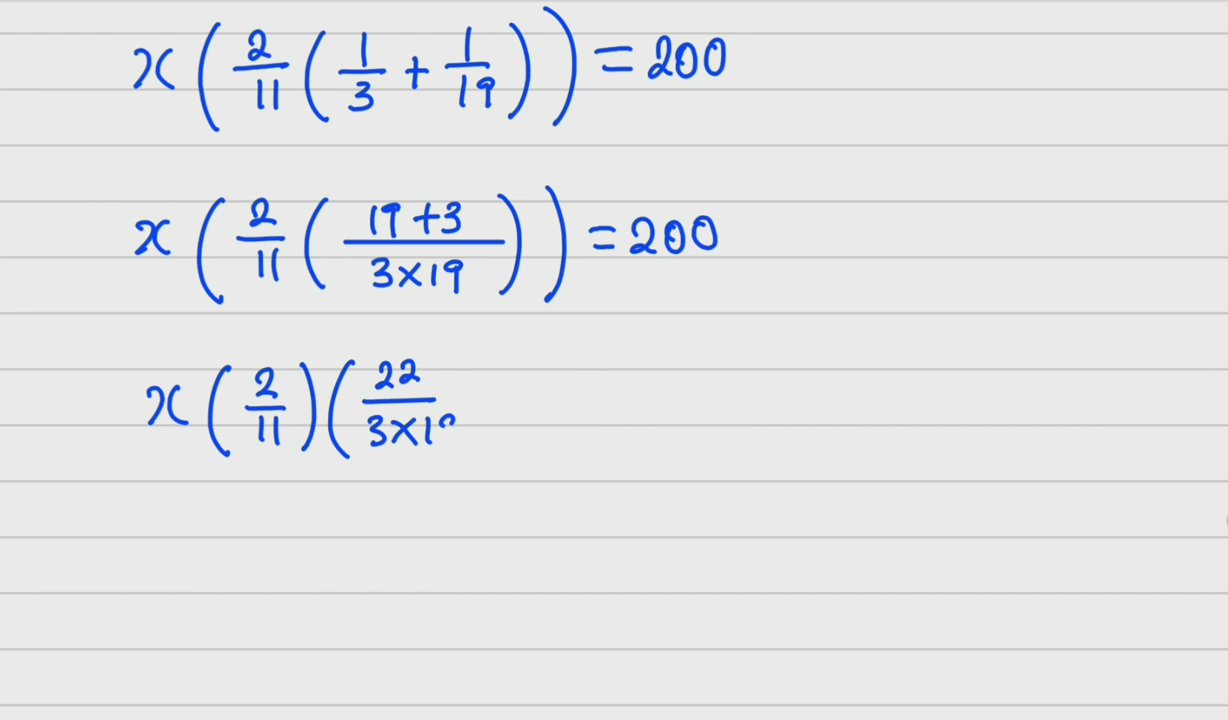 x(2/11(1/3 + 1/19)) = 200
x(2/11((19+3)/(3×19))) = 200
x(2/11)(22/(3×1